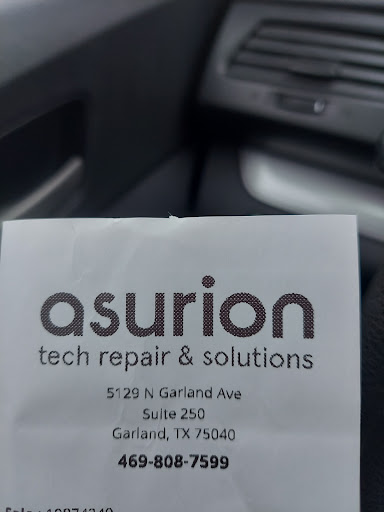 asurion
tech repair & solutions
5129 N Garland Ave
Suite 250
Garland, TX 75040
469-808-7599